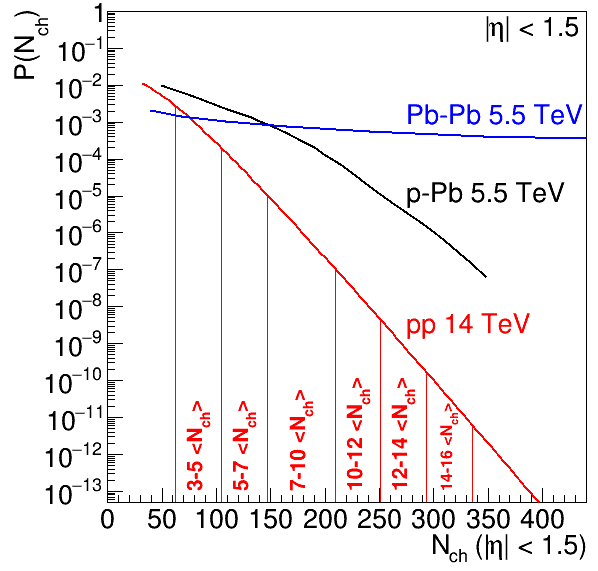 P(N_ch)
1
10⁻¹
10⁻²
10⁻³
10⁻⁴
10⁻⁵
10⁻⁶
10⁻⁷
10⁻⁸
10⁻⁹
10⁻¹⁰
10⁻¹¹
10⁻¹²
10⁻¹³
|η| < 1.5
Pb-Pb 5.5 TeV
p-Pb 5.5 TeV
pp 14 TeV
3-5 <N_ch>
5-7 <N_ch>
7-10 <N_ch>
10-12 <N_ch>
12-14 <N_ch>
14-16 <N_ch>
0 50 100 150 200 250 300 350 400
N_ch (|η| < 1.5)